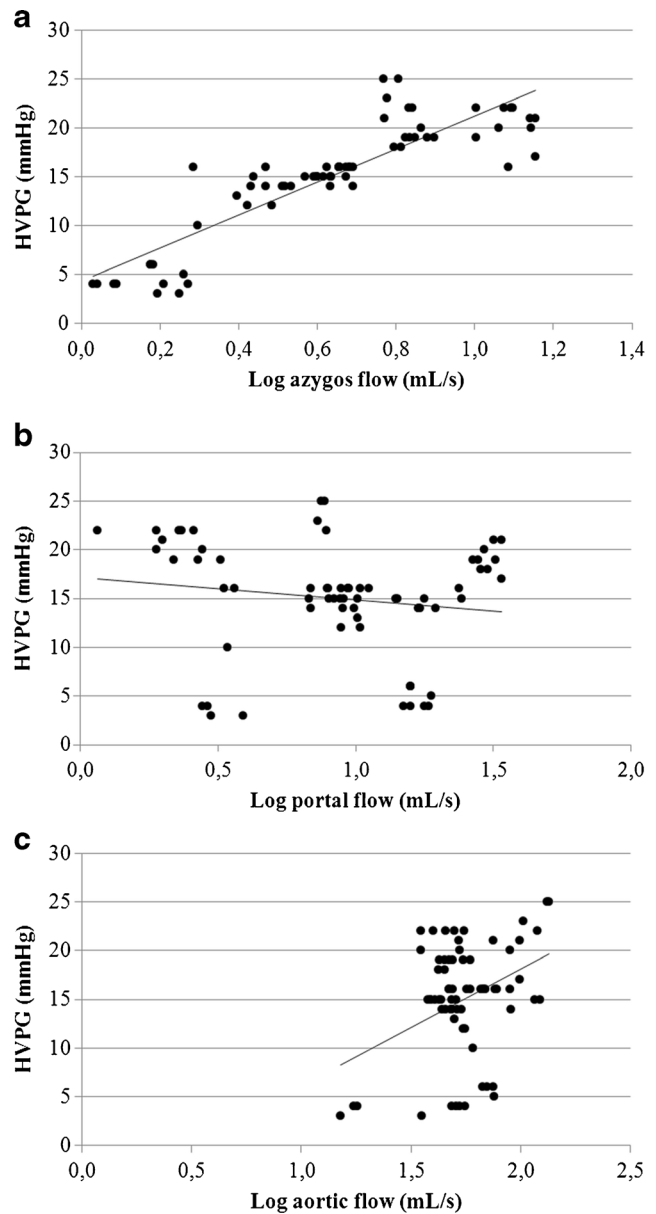 a
30
25
20
15
10
5
0
HVPG (mmHg)
0,0 0,2 0,4 0,6 0,8 1,0 1,2 1,4
Log azygos flow (mL/s)
b
30
25
20
15
10
5
0
HVPG (mmHg)
0,0 0,5 1,0 1,5 2,0
Log portal flow (mL/s)
c
30
25
20
15
10
5
0
HVPG (mmHg)
0,0 0,5 1,0 1,5 2,0 2,5
Log aortic flow (mL/s)